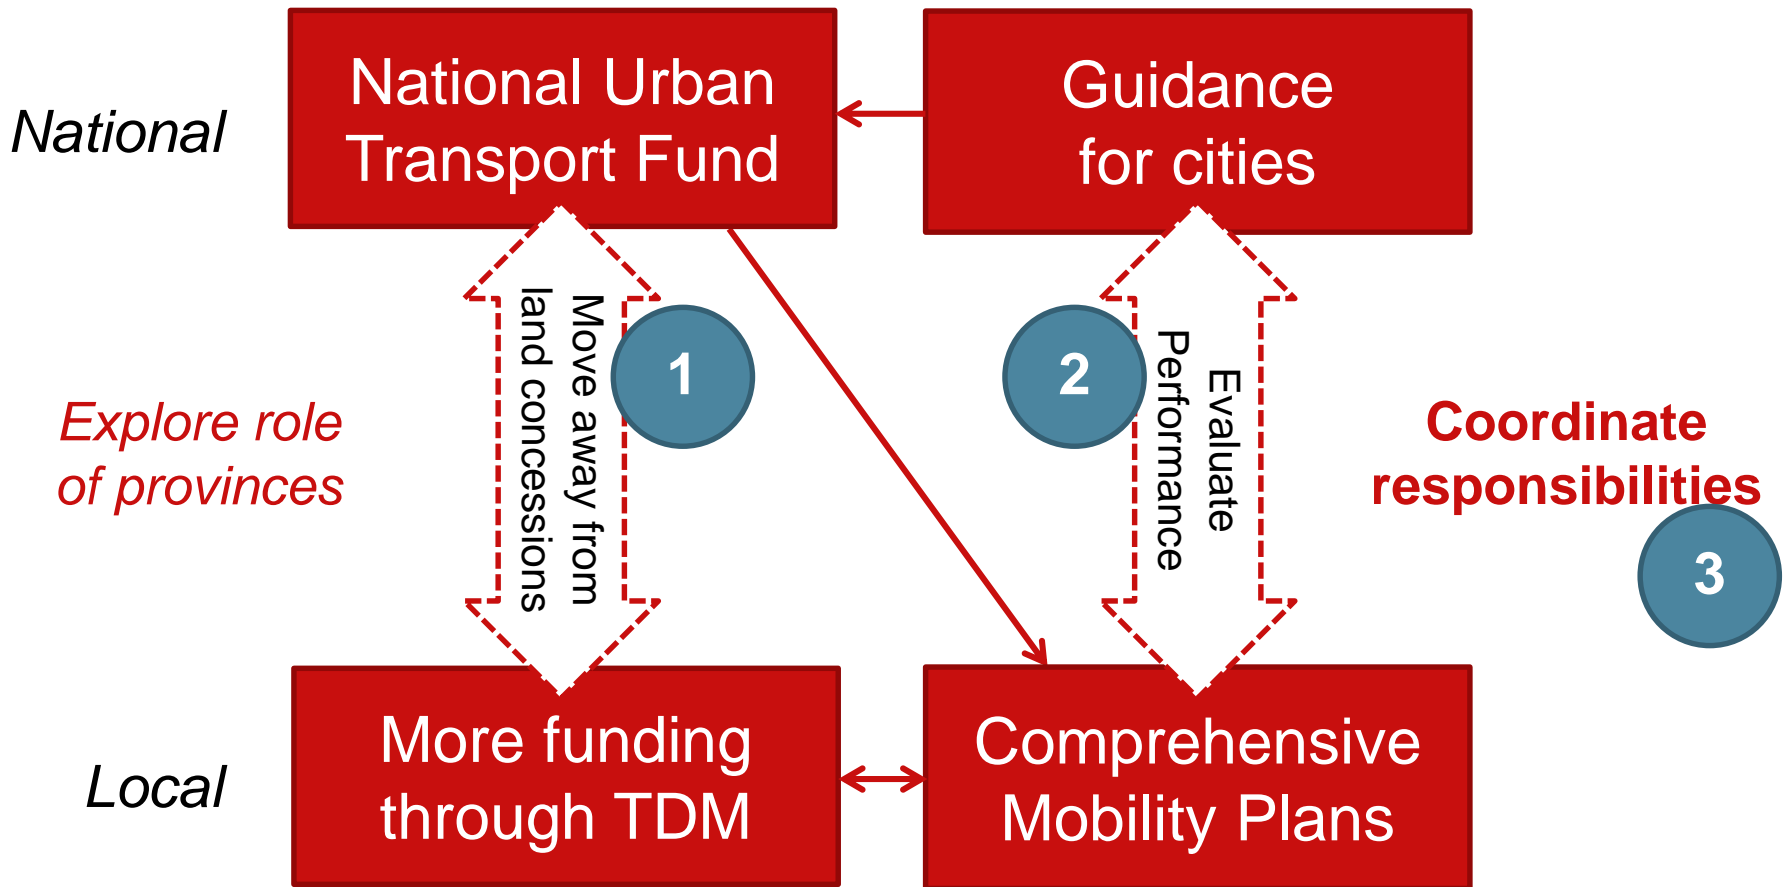 National
National Urban
Transport Fund
Guidance
for cities
Explore role
of provinces
Move away from
land concessions
1
2
Evaluate
Performance
Coordinate
responsibilities
3
Local
More funding
through TDM
Comprehensive
Mobility Plans